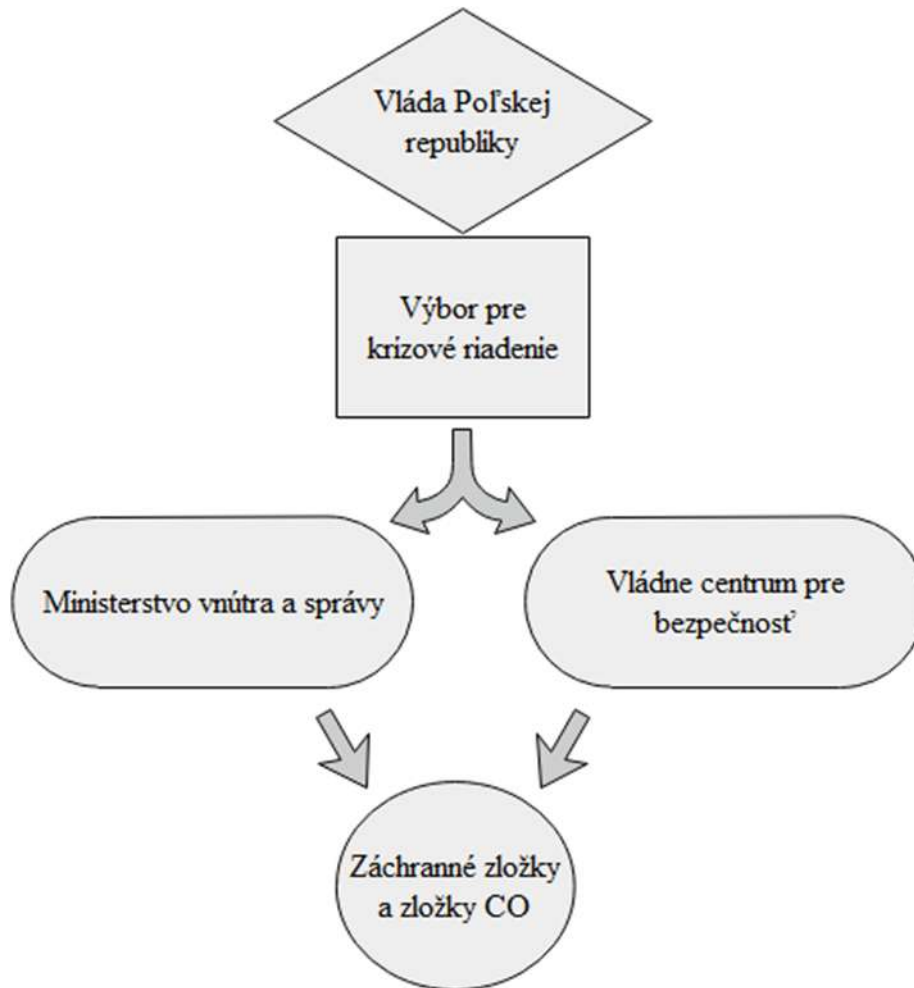 Vláda Poľskej
republiky
Výbor pre
krízové riadenie
Ministerstvo vnútra a správy
Vládne centrum pre
bezpečnosť
Záchranné zložky
a zložky CO